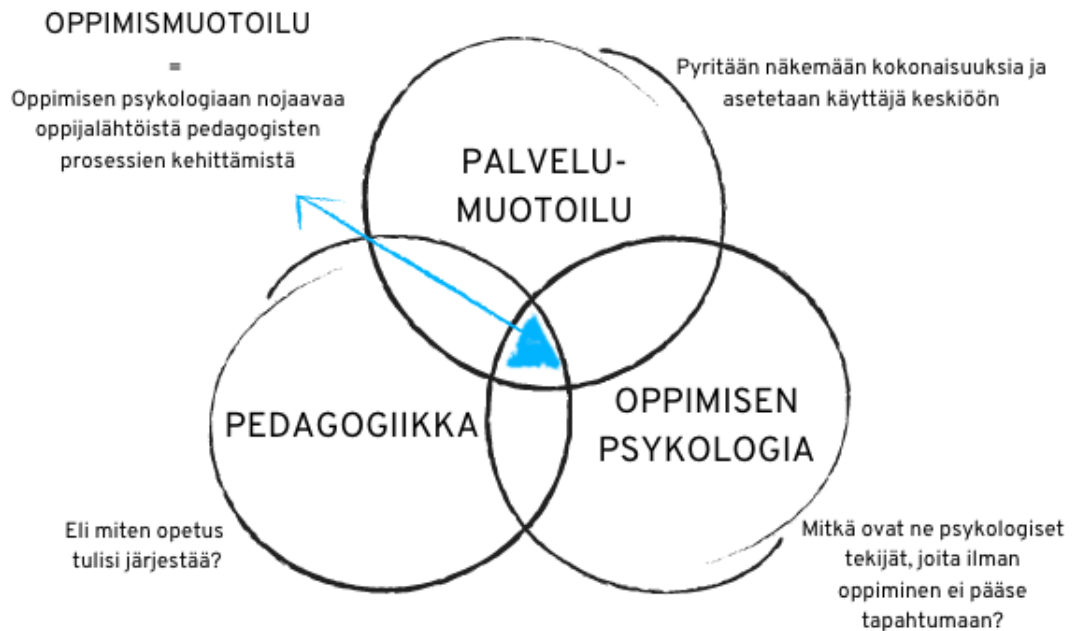 OPPIMISMUOTOILU
=
Oppimisen psykologiaan nojaavaa
oppijalähtöistä pedagogisten
prosessien kehittämistä
Pyritään näkemään kokonaisuuksia ja
asetetaan käyttäjä keskiöön
PALVELU-
MUOTOILU
PEDAGOGIIKKA
OPPIMISEN
PSYKOLOGIA
Eli miten opetus
tulisi järjestää?
Mitkä ovat ne psykologiset
tekijät, joita ilman
oppiminen ei pääse
tapahtumaan?